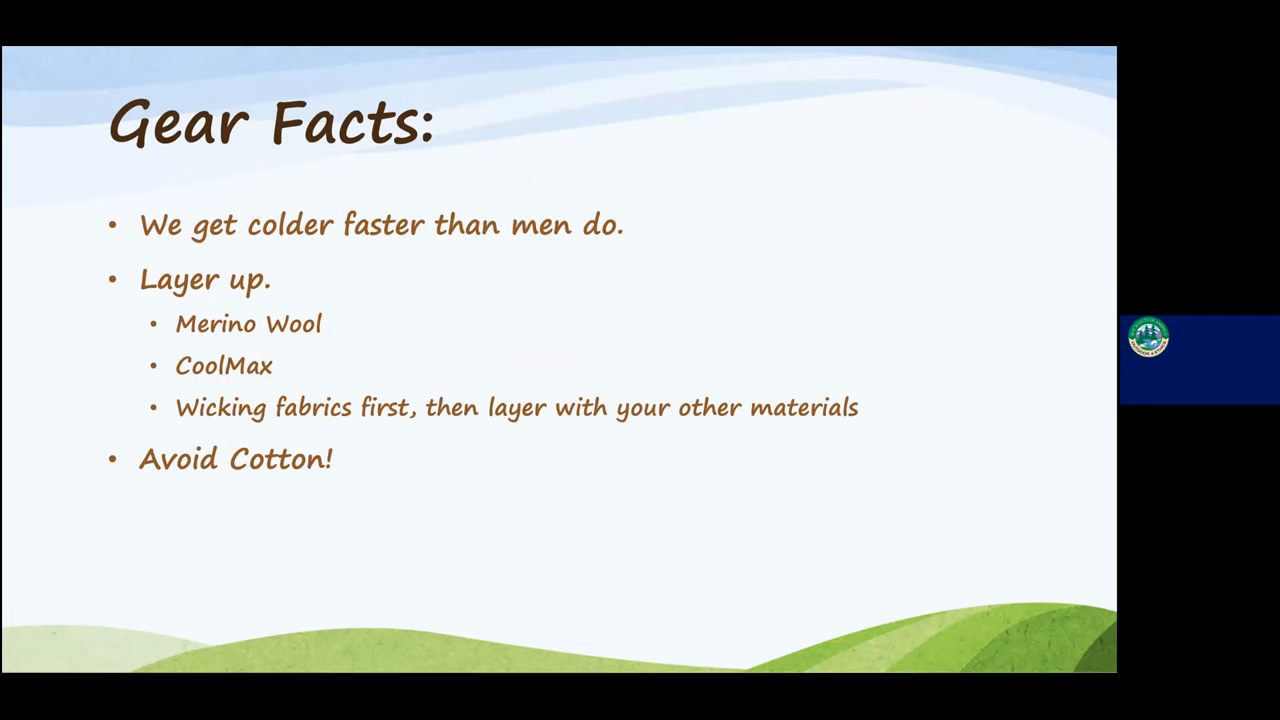 Gear Facts:
• We get colder faster than men do.
• Layer up.
• Merino Wool
• CoolMax
• Wicking fabrics first, then layer with your other materials
• Avoid Cotton!